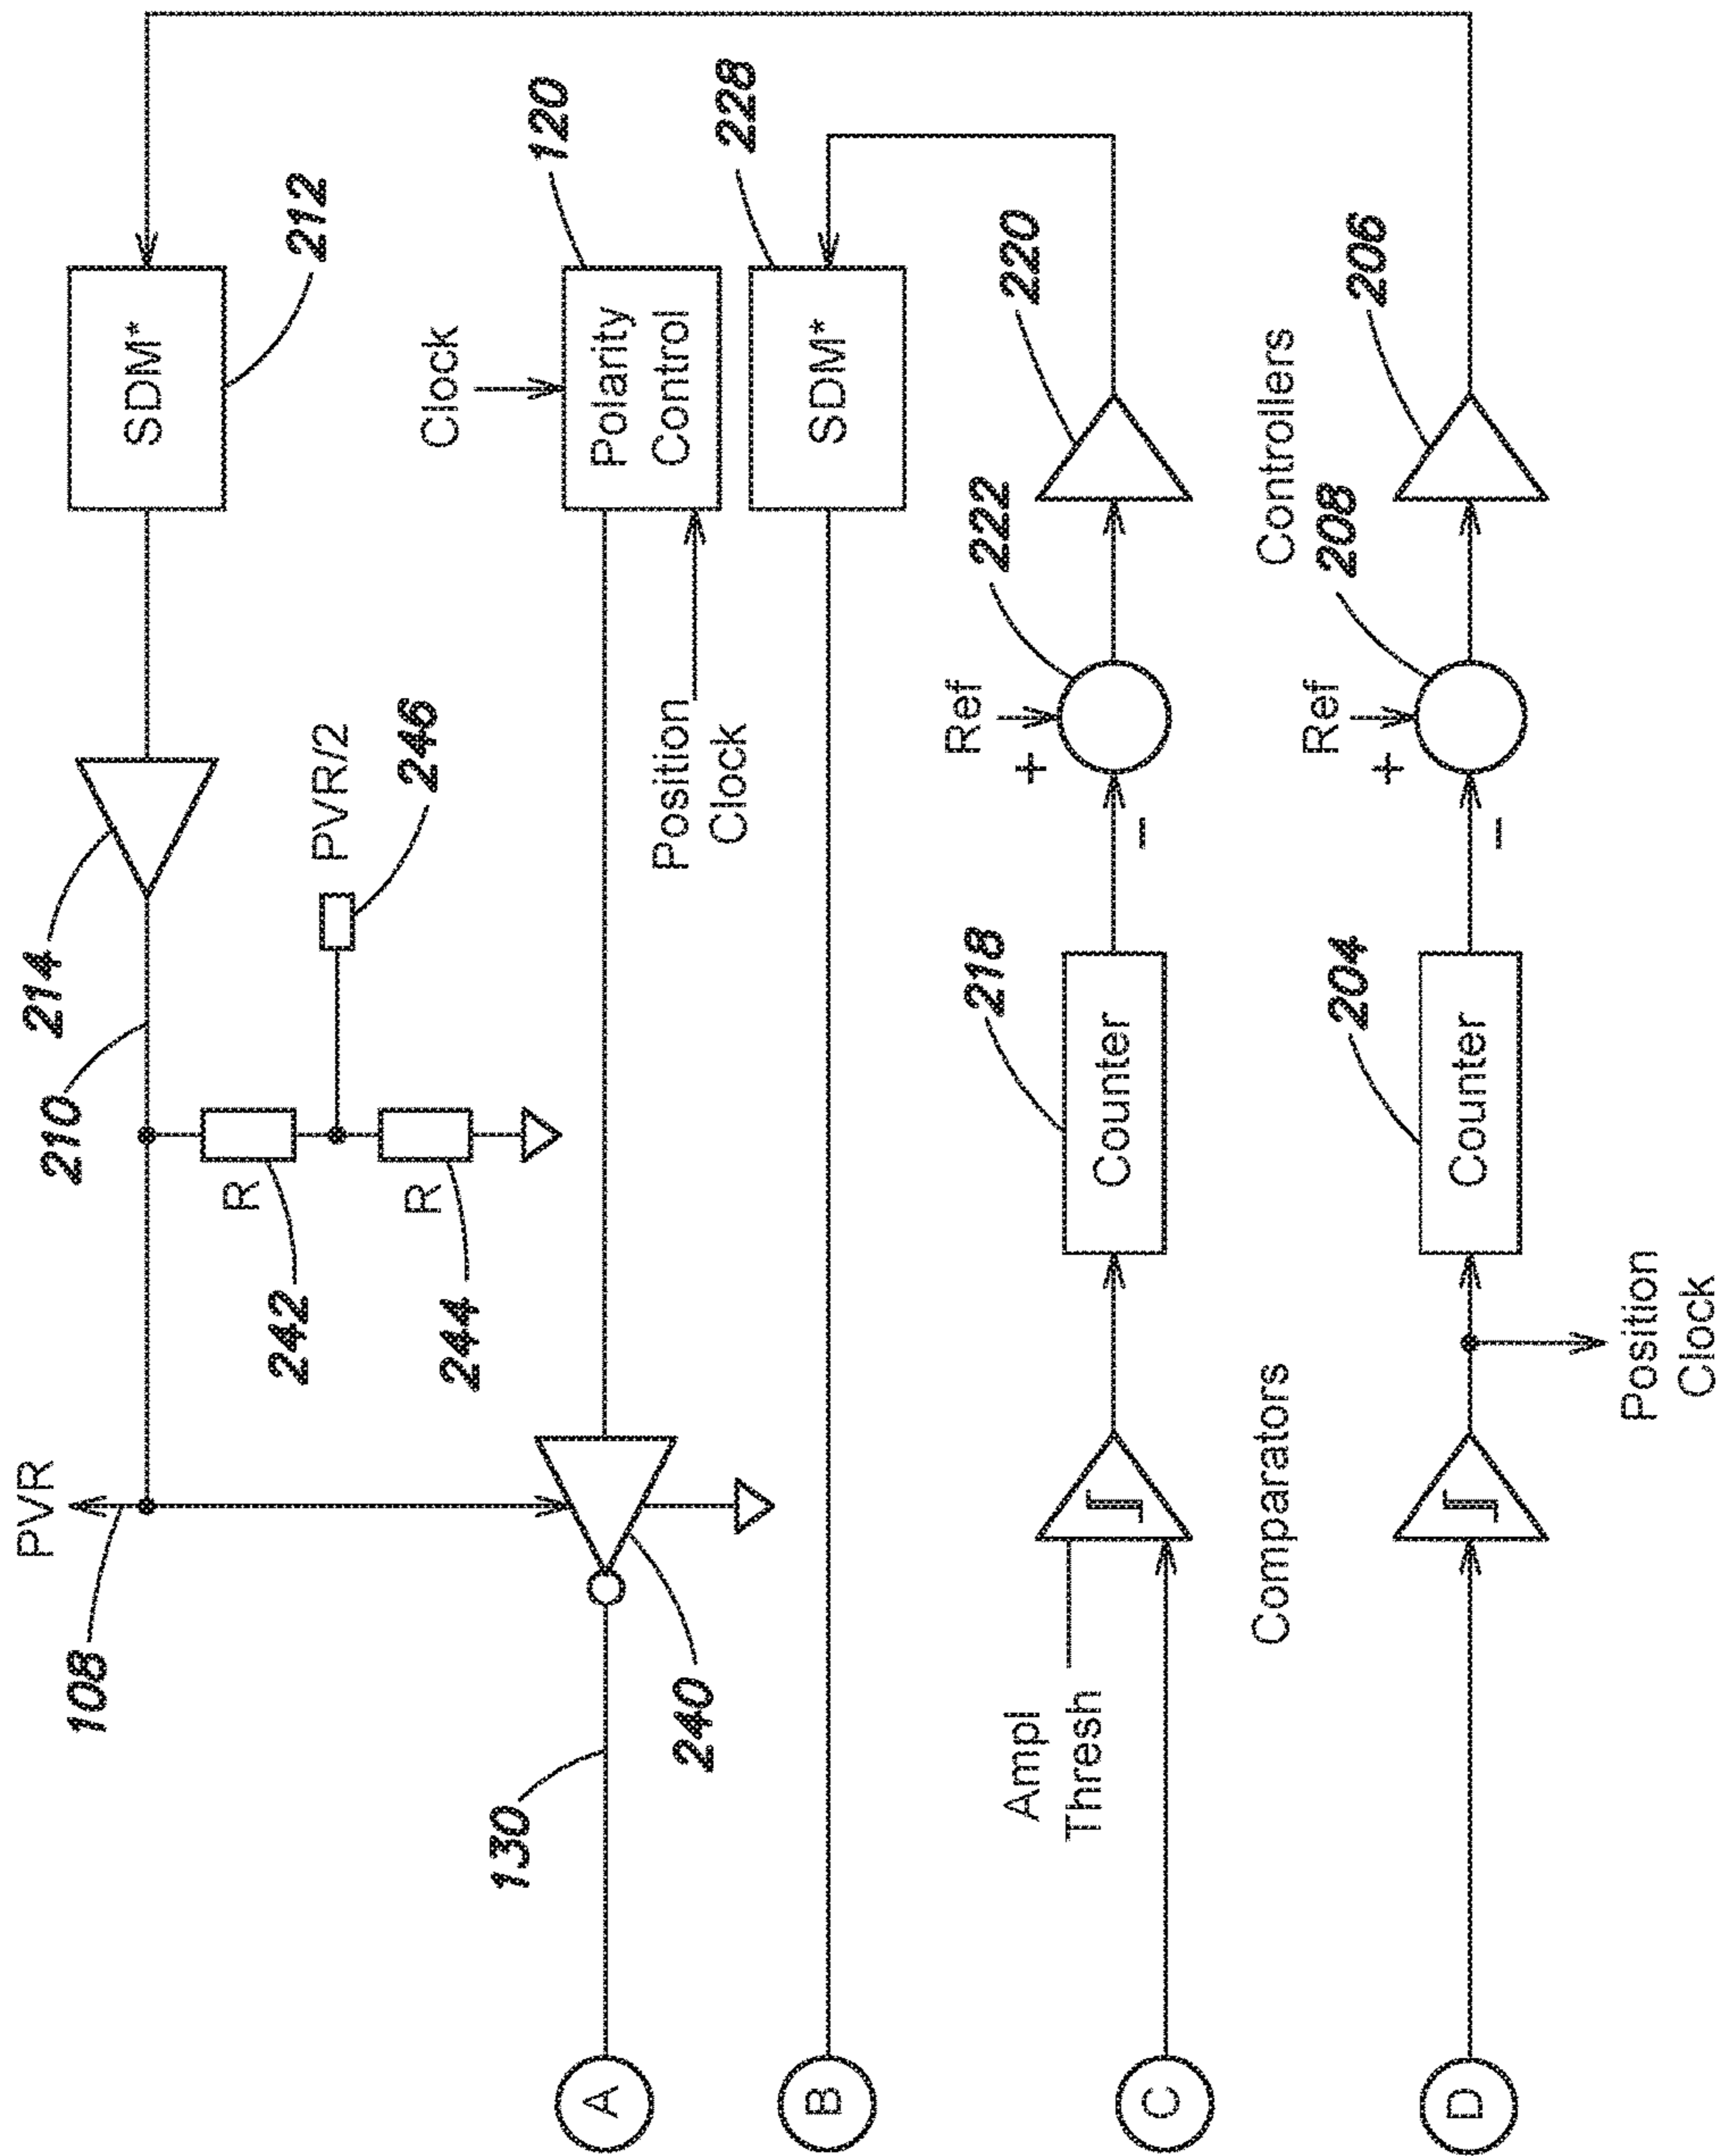 PVR
108
210
214
SDM*
212
R
242
R
244
PVR/2
246
Clock
Polarity
Control
120
Position
Clock
A
130
240
B
SDM*
228
C
Ampl
Thresh
Counter
218
Ref
+
−
222
220
Comparators
Controllers
D
Position
Clock
Counter
204
Ref
+
−
208
206